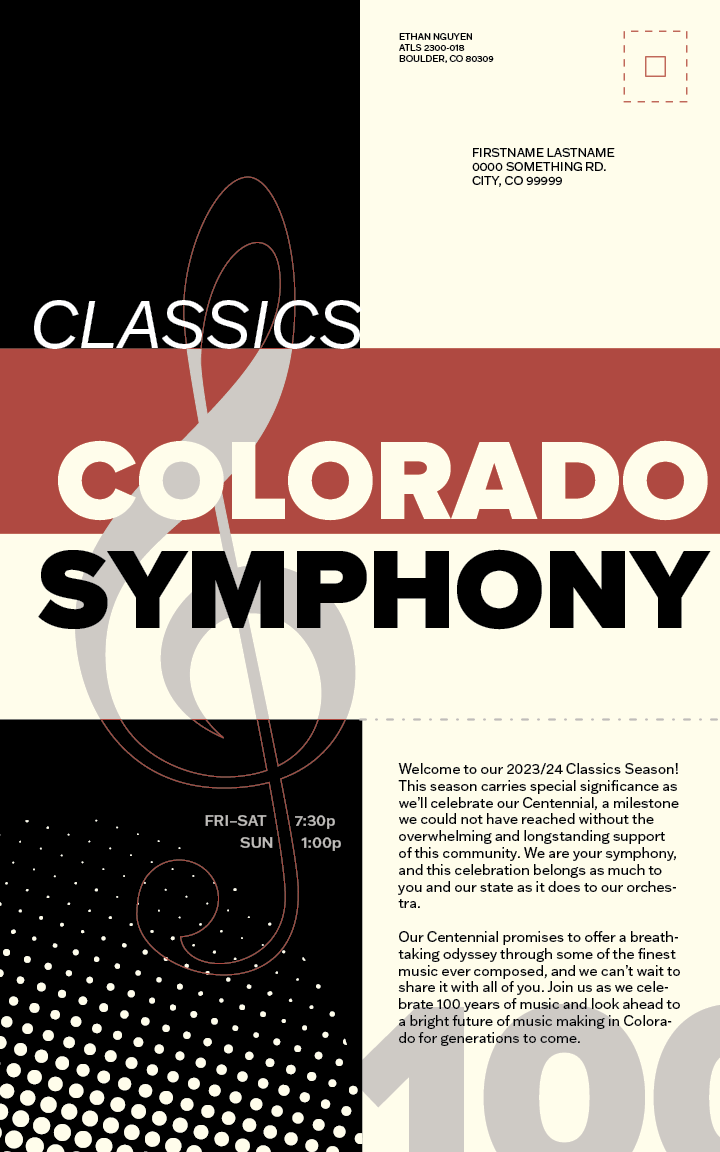 ETHAN NGUYEN
ATLS 2300-018
BOULDER, CO 80309
FIRSTNAME LASTNAME
0000 SOMETHING RD.
CITY, CO 99999
CLASSICS
COLORADO
SYMPHONY
FRI–SAT 7:30p
SUN 1:00p
Welcome to our 2023/24 Classics Season!
This season carries special significance as
we'll celebrate our Centennial, a milestone
we could not have reached without the
overwhelming and longstanding support
of this community. We are your symphony,
and this celebration belongs as much to
you and our state as it does to our orches-
tra.
Our Centennial promises to offer a breath-
taking odyssey through some of the finest
music ever composed, and we can't wait to
share it with all of you. Join us as we cele-
brate 100 years of music and look ahead to
a bright future of music making in Colora-
do for generations to come.
100